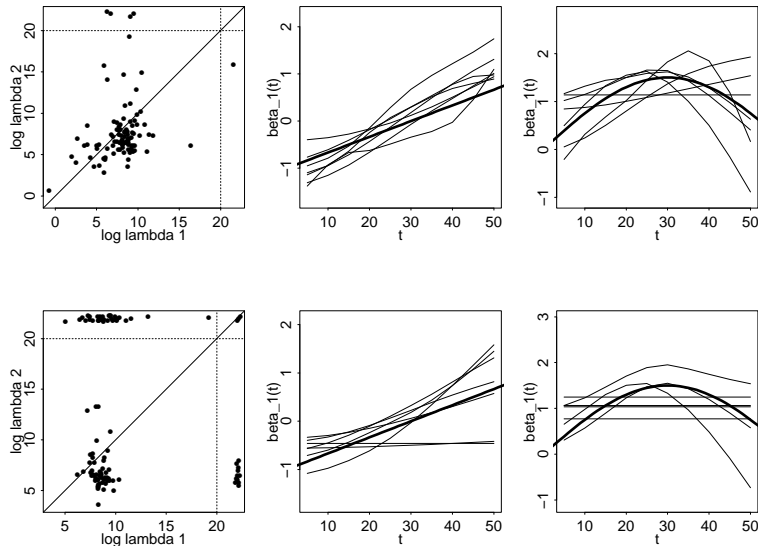 log lambda 2
0 5 10 15 20
0 5 10 15 20
log lambda 1
beta_1(t)
−1 0 1 2
10 20 30 40 50
t
beta_1(t)
−1 0 1 2
10 20 30 40 50
t
log lambda 2
5 10 15 20
5 10 15 20
log lambda 1
beta_1(t)
−1 0 1 2
10 20 30 40 50
t
beta_1(t)
−1 0 1 2 3
10 20 30 40 50
t